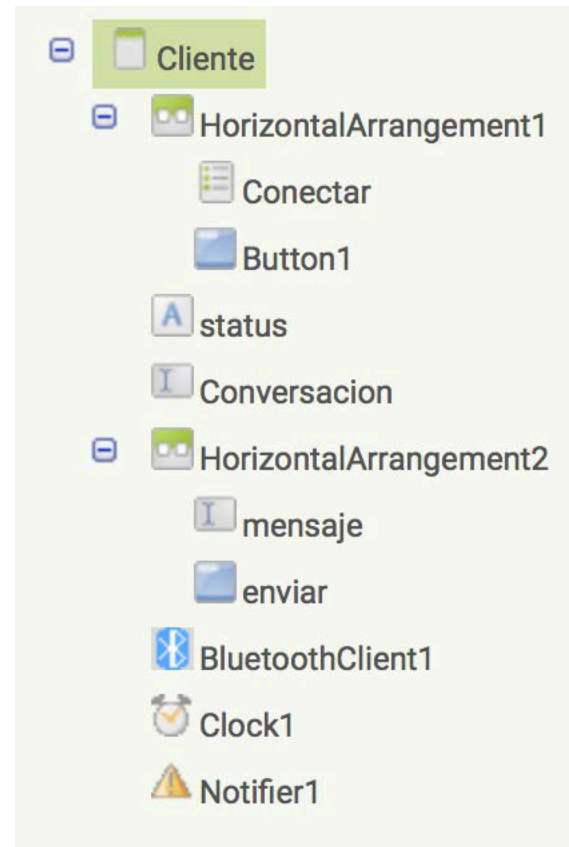 Cliente
HorizontalArrangement1
Conectar
Button1
status
Conversacion
HorizontalArrangement2
mensaje
enviar
BluetoothClient1
Clock1
Notifier1